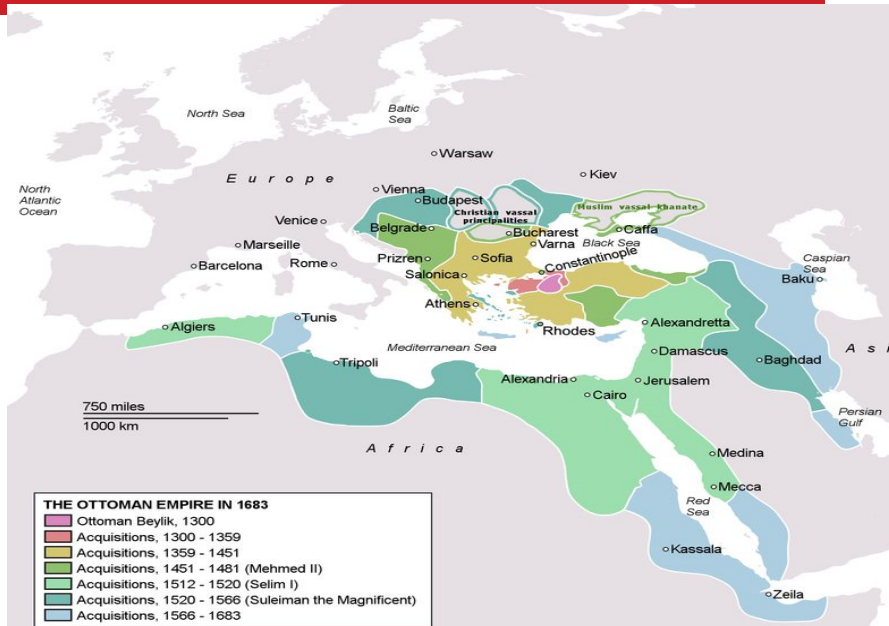 North Sea
Baltic
Sea
Warsaw
Europe
Kiev
North
Atlantic
Ocean
Vienna
Budapest
Christian vassal
principalities
Muslim vassal khanate
Venice
Belgrade
Bucharest
Caffa
Marseille
Varna
Black Sea
Caspian
Sea
Barcelona
Rome
Prizren
Sofia
Constantinople
Salonica
Baku
Athens
Tunis
Algiers
Rhodes
Alexandretta
Asi
Mediterranean Sea
Damascus
Baghdad
Tripoli
Alexandria
Jerusalem
Cairo
750 miles
1000 km
Persian
Gulf
Africa
Medina
Mecca
Red
Sea
Kassala
Zeila
THE OTTOMAN EMPIRE IN 1683
Ottoman Beylik, 1300
Acquisitions, 1300 - 1359
Acquisitions, 1359 - 1451
Acquisitions, 1451 - 1481 (Mehmed II)
Acquisitions, 1512 - 1520 (Selim I)
Acquisitions, 1520 - 1566 (Suleiman the Magnificent)
Acquisitions, 1566 - 1683